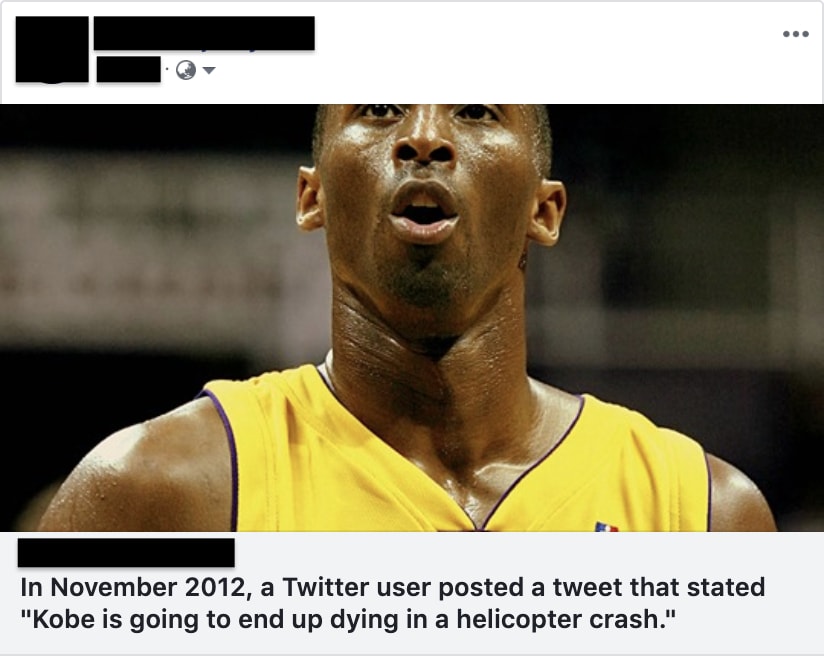 In November 2012, a Twitter user posted a tweet that stated
"Kobe is going to end up dying in a helicopter crash."